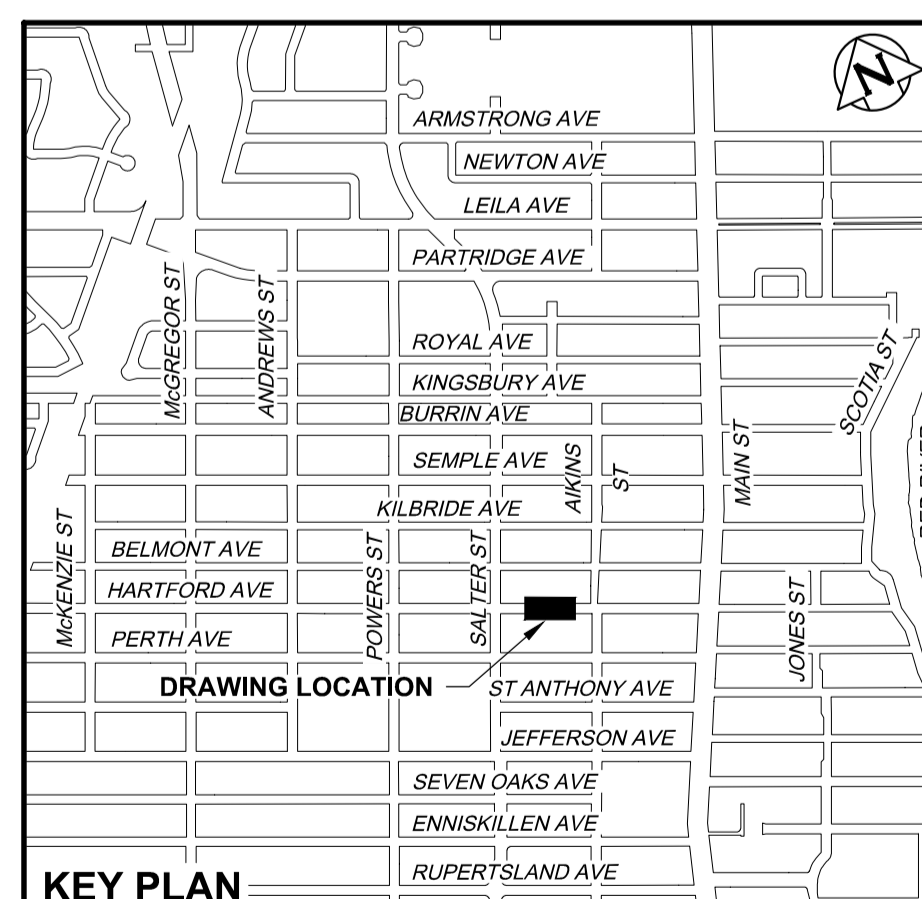 N
ARMSTRONG AVE
NEWTON AVE
LEILA AVE
PARTRIDGE AVE
McGREGOR ST
ANDREWS ST
ROYAL AVE
KINGSBURY AVE
BURRIN AVE
SCOTIA ST
SEMPLE AVE
AIKINS
ST
MAIN ST
KILBRIDE AVE
McKENZIE ST
BELMONT AVE
POWERS ST
SALTER ST
HARTFORD AVE
JONES ST
PERTH AVE
DRAWING LOCATION
ST ANTHONY AVE
JEFFERSON AVE
SEVEN OAKS AVE
ENNISKILLEN AVE
RUPERTSLAND AVE
KEY PLAN